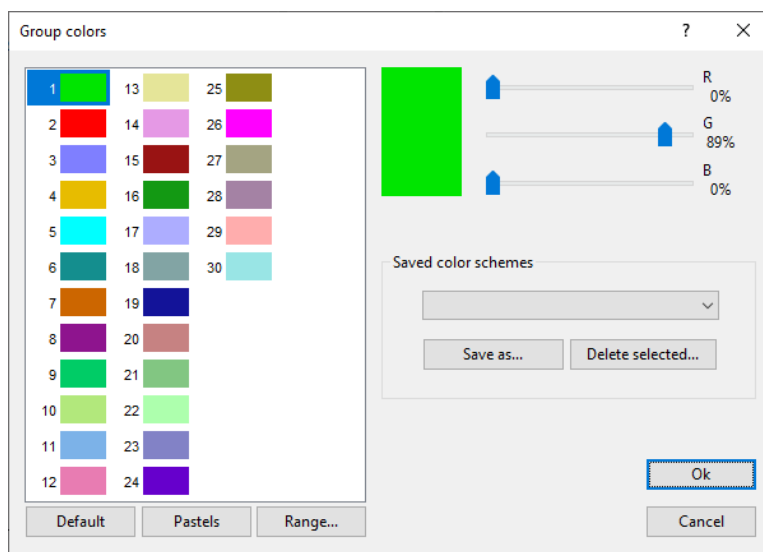 Group colors
?
1 13 25
2 14 26
3 15 27
4 16 28
5 17 29
6 18 30
7 19
8 20
9 21
10 22
11 23
12 24
Default Pastels Range...
R
0%
G
89%
B
0%
Saved color schemes
Save as... Delete selected...
Ok
Cancel